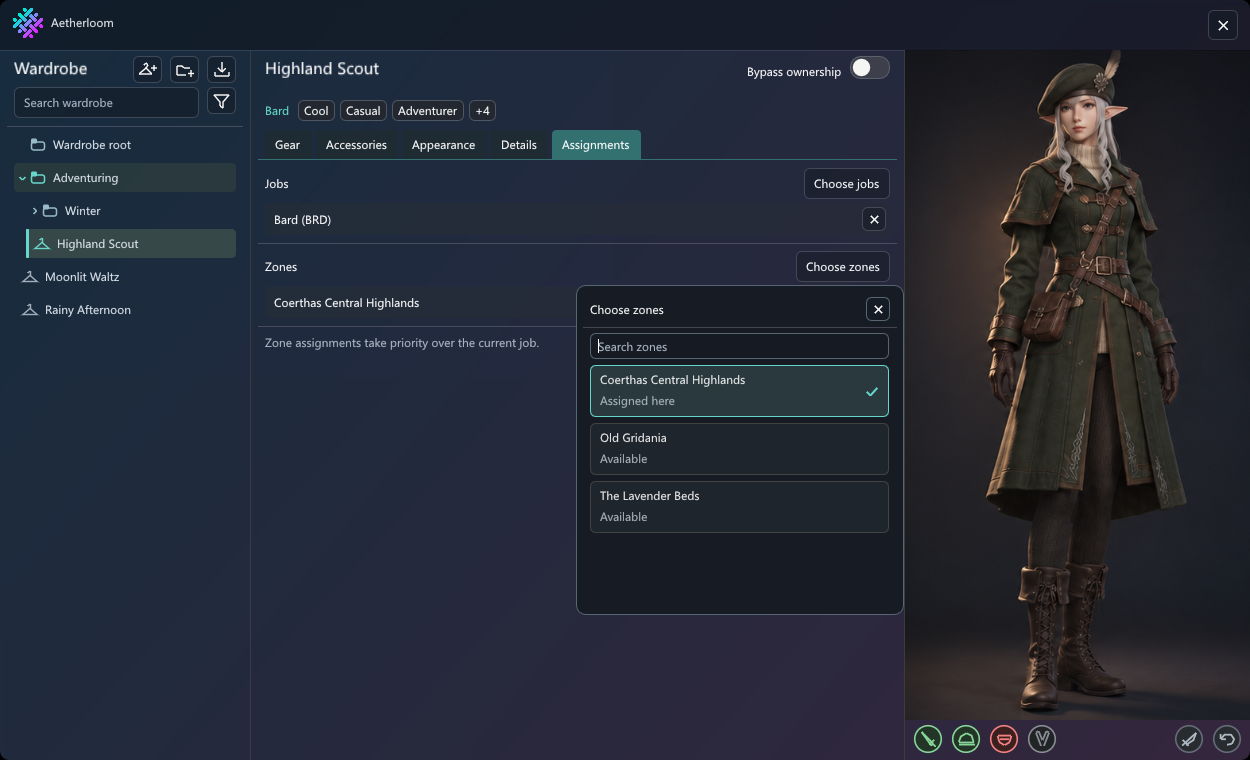 Aetherloom
Wardrobe
Search wardrobe
Wardrobe root
Adventuring
Winter
Highland Scout
Moonlit Waltz
Rainy Afternoon
Highland Scout
Bypass ownership
Bard Cool Casual Adventurer +4
Gear Accessories Appearance Details Assignments
Jobs
Choose jobs
Bard (BRD)
Zones
Choose zones
Coerthas Central Highlands
Zone assignments take priority over the current job.
Choose zones
Search zones
Coerthas Central Highlands
Assigned here
Old Gridania
Available
The Lavender Beds
Available